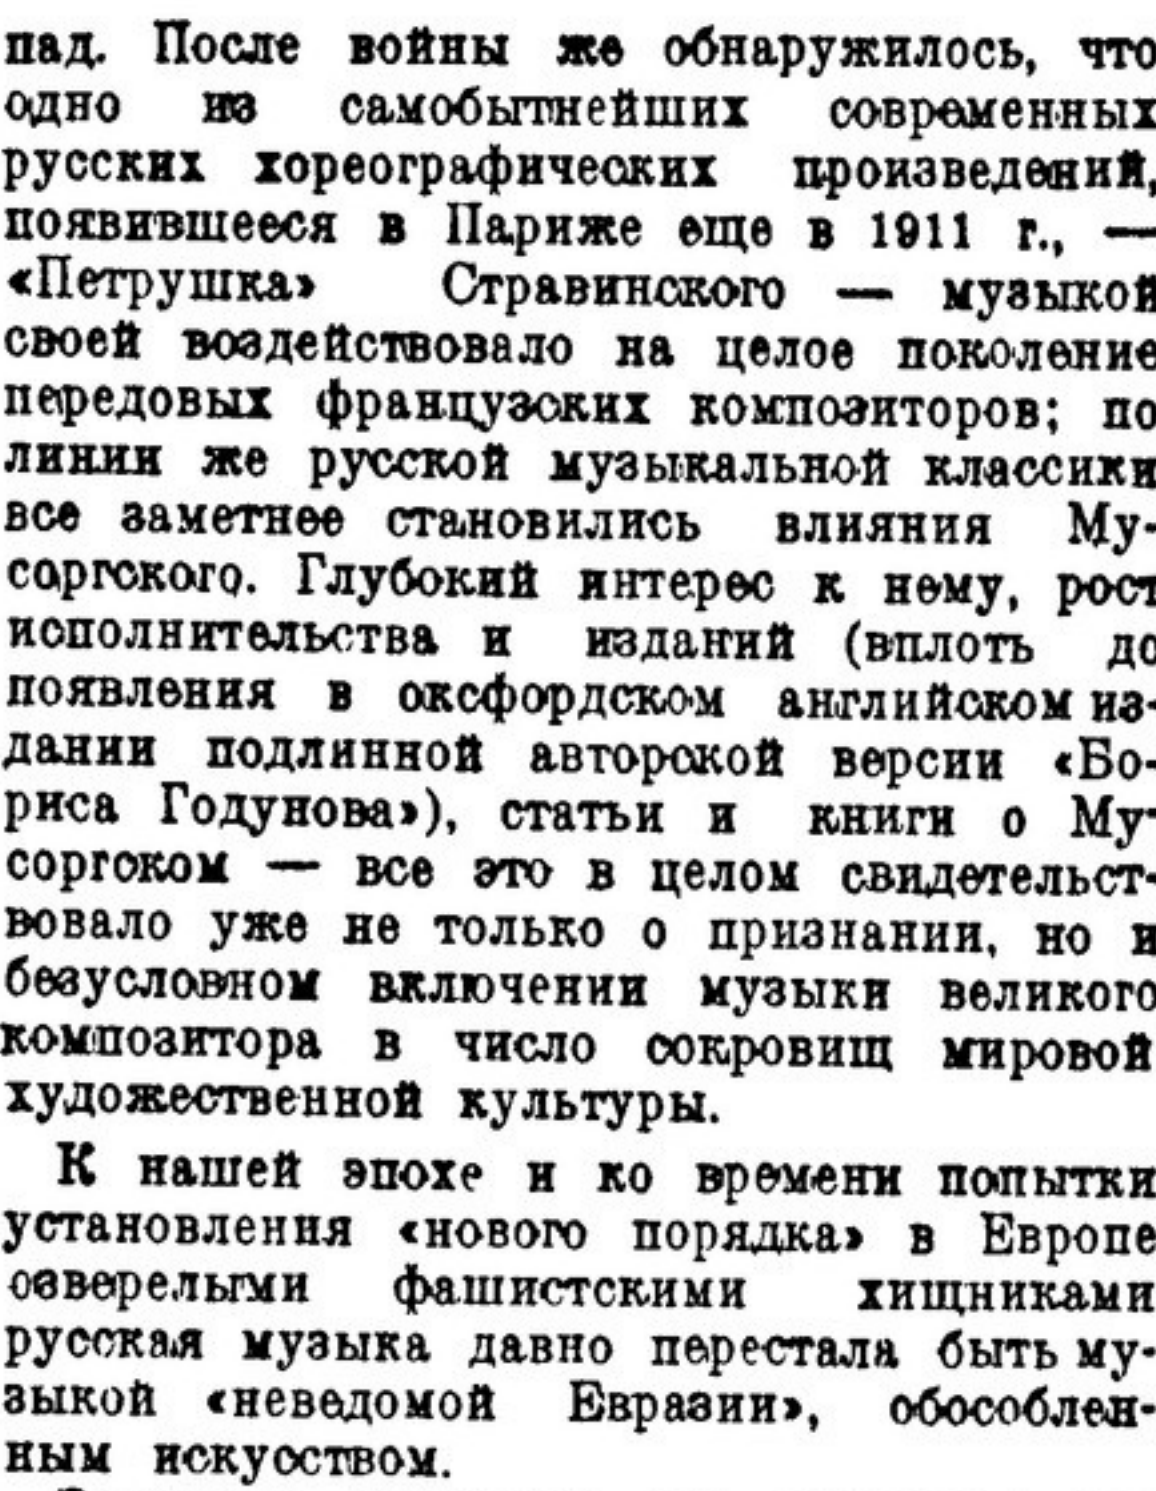 пад. После войны же обнаружилось, что
одно из самобытнейших современных
русских хореографических произведений,
появившееся в Париже еще в 1911 г., —
«Петрушка» Стравинского — музыкой
своей воздействовало на целое поколение
передовых французских композиторов; по
линии же русской музыкальной классики
все заметнее становились влияния Му-
соргского. Глубокий интерес к нему, рост
исполнительства и изданий (вплоть до
появления в оксфордском английском из-
дании подлинной авторской версии «Бо-
риса Годунова»), статьи и книги о Му-
соргском — все это в целом свидетельст-
вовало уже не только о признании, но и
безусловном включении музыки великого
композитора в число сокровищ мировой
художественной культуры.
К нашей эпохе и ко времени попытки
установления «нового порядка» в Европе
озверелыми фашистскими хищниками
русская музыка давно перестала быть му-
зыкой «неведомой Евразии», обособлен-
ным искусством.